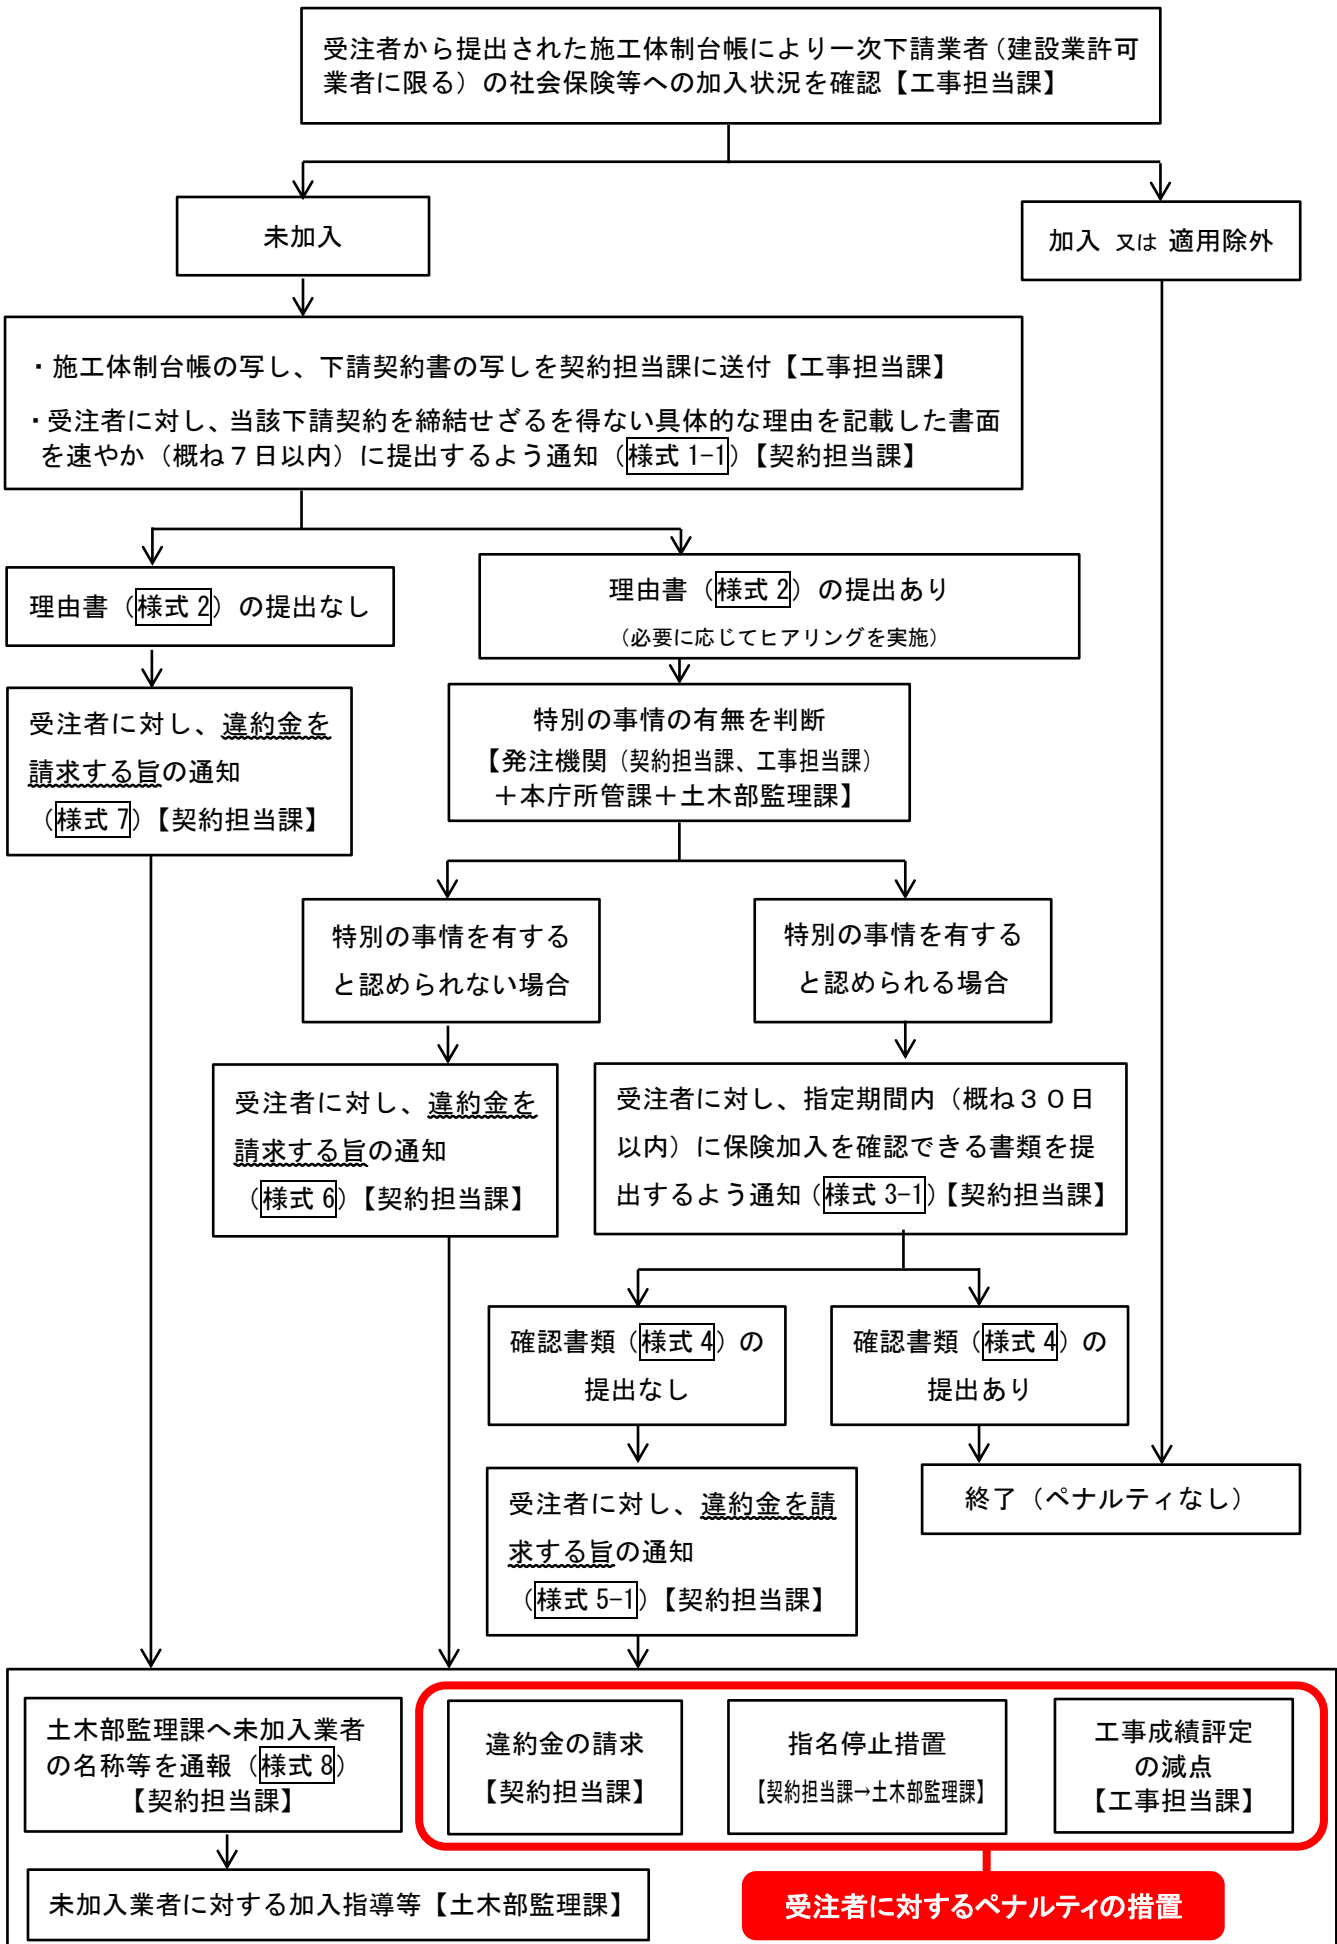 受注者から提出された施工体制台帳により一次下請業者（建設業許可
業者に限る）の社会保険等への加入状況を確認【工事担当課】
未加入
加入 又は 適用除外
・施工体制台帳の写し、下請契約書の写しを契約担当課に送付【工事担当課】
・受注者に対し、当該下請契約を締結せざるを得ない具体的な理由を記載した書面
を速やか（概ね７日以内）に提出するよう通知（様式 1-1）【契約担当課】
理由書（様式 2）の提出なし
理由書（様式 2）の提出あり
（必要に応じてヒアリングを実施）
受注者に対し、違約金を
請求する旨の通知
（様式 7）【契約担当課】
特別の事情の有無を判断
【発注機関（契約担当課、工事担当課）
＋本庁所管課＋土木部監理課】
特別の事情を有する
と認められない場合
特別の事情を有する
と認められる場合
受注者に対し、違約金を
請求する旨の通知
（様式 6）【契約担当課】
受注者に対し、指定期間内（概ね３０日
以内）に保険加入を確認できる書類を提
出するよう通知（様式 3-1）【契約担当課】
確認書類（様式 4）の
提出なし
確認書類（様式 4）の
提出あり
受注者に対し、違約金を請
求する旨の通知
（様式 5-1）【契約担当課】
終了（ペナルティなし）
土木部監理課へ未加入業者
の名称等を通報（様式 8）
【契約担当課】
違約金の請求
【契約担当課】
指名停止措置
【契約担当課→土木部監理課】
工事成績評定
の減点
【工事担当課】
未加入業者に対する加入指導等【土木部監理課】
受注者に対するペナルティの措置